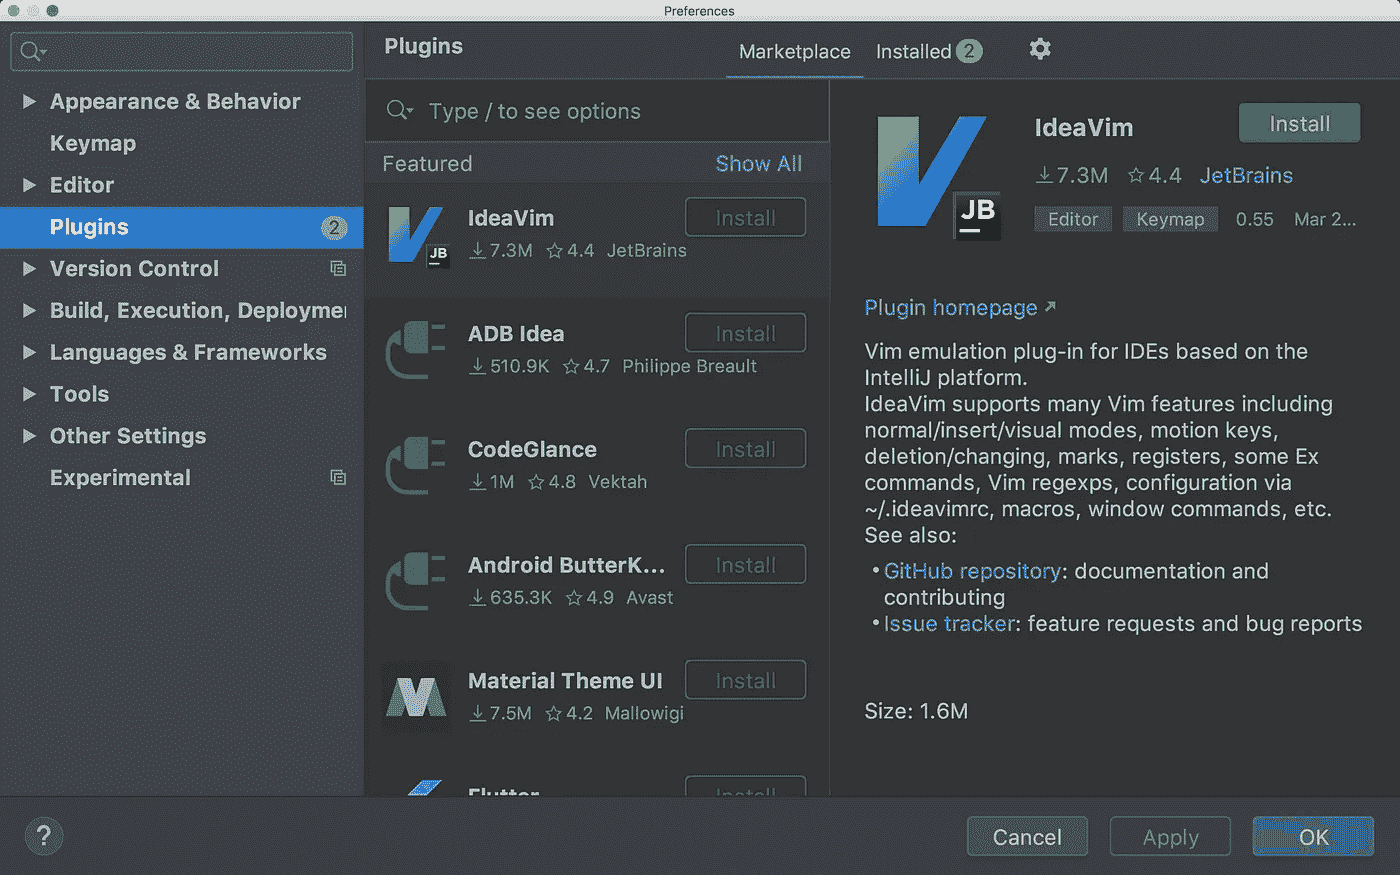 Preferences
Plugins
Marketplace
Installed 2
Appearance & Behavior
Keymap
Editor
Plugins 2
Version Control
Build, Execution, Deployme
Languages & Frameworks
Tools
Other Settings
Experimental
Type / to see options
Featured
Show All
IdeaVim
Install
7.3M 4.4 JetBrains
ADB Idea
Install
510.9K 4.7 Philippe Breault
CodeGlance
Install
1M 4.8 Vektah
Android ButterK...
Install
635.3K 4.9 Avast
Material Theme UI
Install
7.5M 4.2 Mallowigi
Flutter
Install
JB
IdeaVim
Install
7.3M 4.4 JetBrains
JB
Editor Keymap 0.55 Mar 2...
Plugin homepage
Vim emulation plug-in for IDEs based on the
IntelliJ platform.
IdeaVim supports many Vim features including
normal/insert/visual modes, motion keys,
deletion/changing, marks, registers, some Ex
commands, Vim regexps, configuration via
~/.ideavimrc, macros, window commands, etc.
See also:
• GitHub repository: documentation and
contributing
• Issue tracker: feature requests and bug reports
Size: 1.6M
?
Cancel
Apply
OK